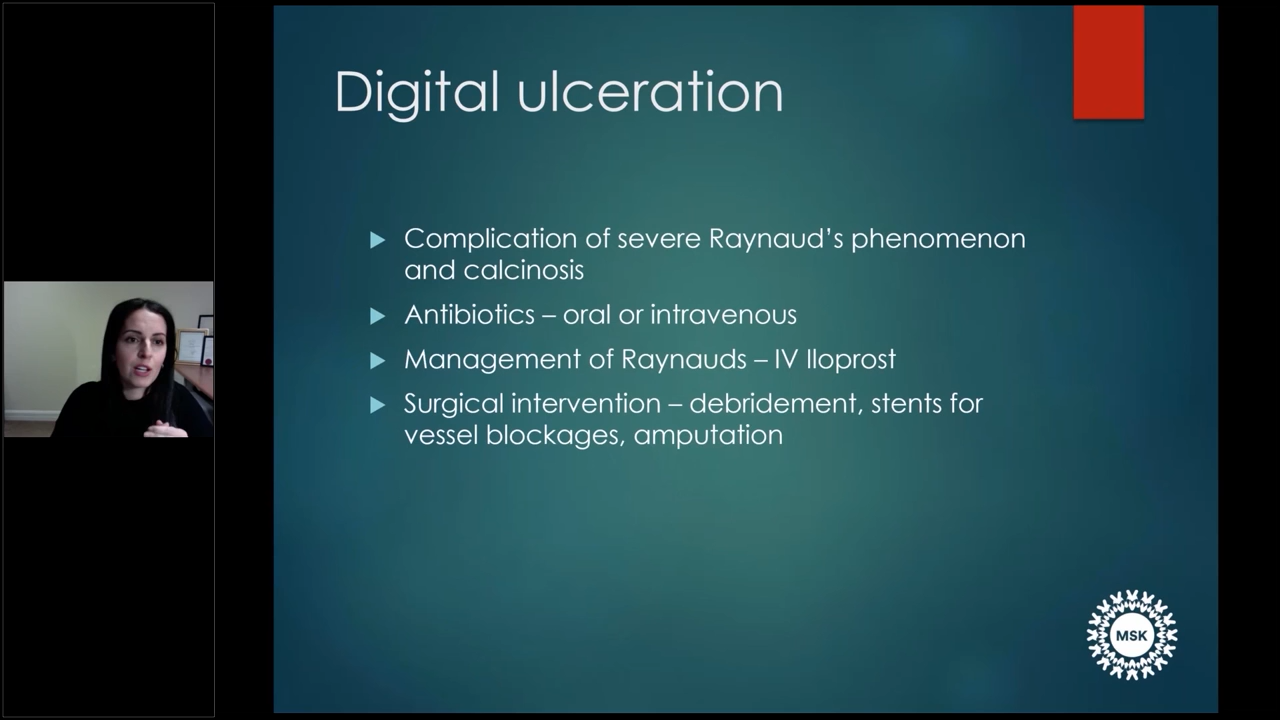 Digital ulceration
Complication of severe Raynaud’s phenomenon
and calcinosis
Antibiotics – oral or intravenous
Management of Raynauds – IV Iloprost
Surgical intervention – debridement, stents for
vessel blockages, amputation
MSK